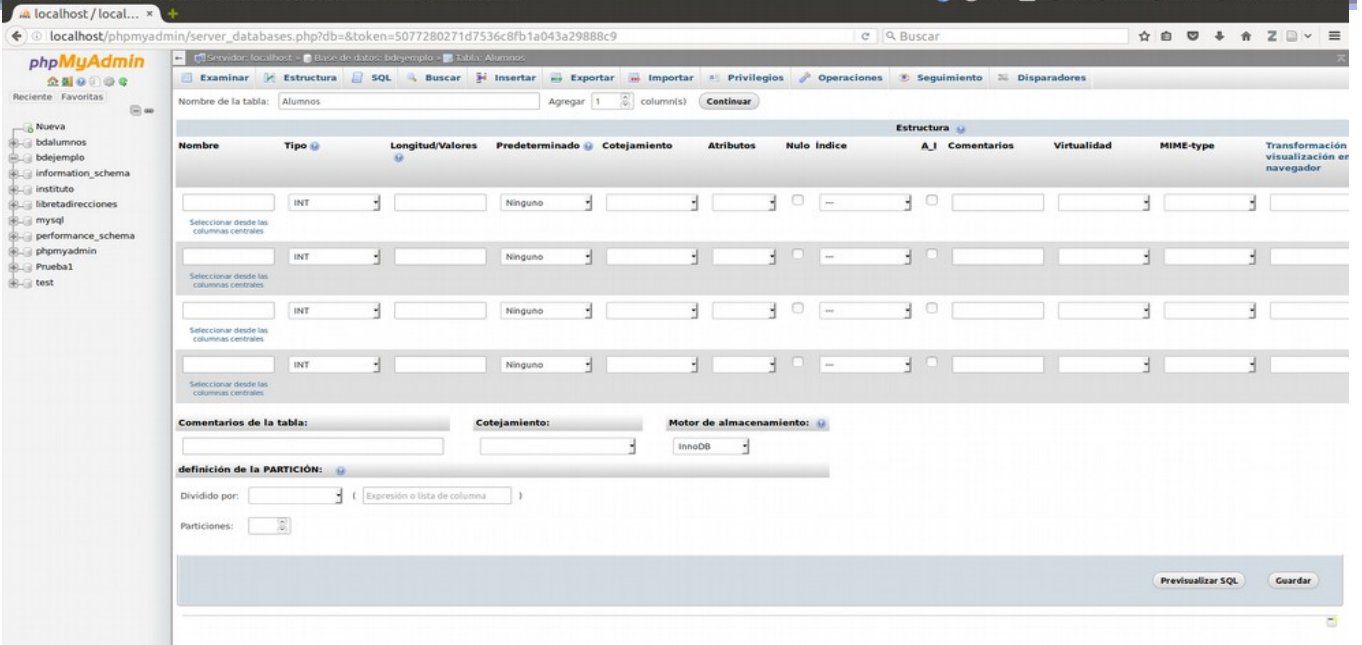 localhost / local... ×
localhost/phpmyadmin/server_databases.php?db=&token=5077280271d7536c8fb1a043a29888c9
Buscar
phpMyAdmin
Reciente Favoritas
Nueva
bdalumnos
bdejemplo
information_schema
instituto
libretadirecciones
mysql
performance_schema
phpmyadmin
Prueba1
test
Servidor: localhost » Base de datos: bdejemplo » Tabla: Alumnos
Examinar Estructura SQL Buscar Insertar Exportar Importar Privilegios Operaciones Seguimiento Disparadores
Nombre de la tabla: Alumnos Agregar 1 column(s) Continuar
Estructura
Nombre Tipo Longitud/Valores Predeterminado Cotejamiento Atributos Nulo Índice A_I Comentarios Virtualidad MIME-type Transformación
visualización en
navegador
INT Ninguno ---
Seleccionar desde las
columnas centrales
INT Ninguno ---
Seleccionar desde las
columnas centrales
INT Ninguno ---
Seleccionar desde las
columnas centrales
INT Ninguno ---
Seleccionar desde las
columnas centrales
Comentarios de la tabla: Cotejamiento: Motor de almacenamiento:
InnoDB
definición de la PARTICIÓN:
Dividido por: ( Expresión o lista de columna )
Particiones:
Previsualizar SQL Guardar